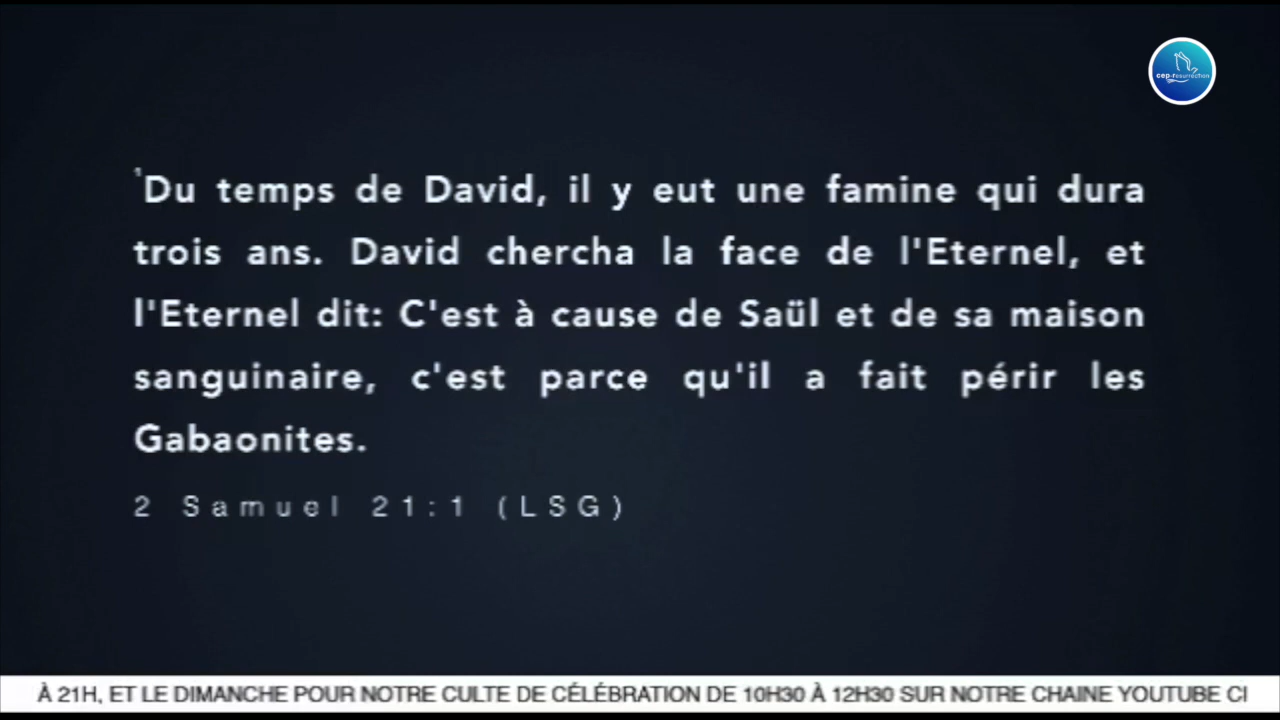 cep-résurrection
¹Du temps de David, il y eut une famine qui dura
trois ans. David chercha la face de l'Eternel, et
l'Eternel dit: C'est à cause de Saül et de sa maison
sanguinaire, c'est parce qu'il a fait périr les
Gabaonites.
2 Samuel 21:1 (LSG)
À 21H, ET LE DIMANCHE POUR NOTRE CULTE DE CÉLÉBRATION DE 10H30 À 12H30 SUR NOTRE CHAINE YOUTUBE CI